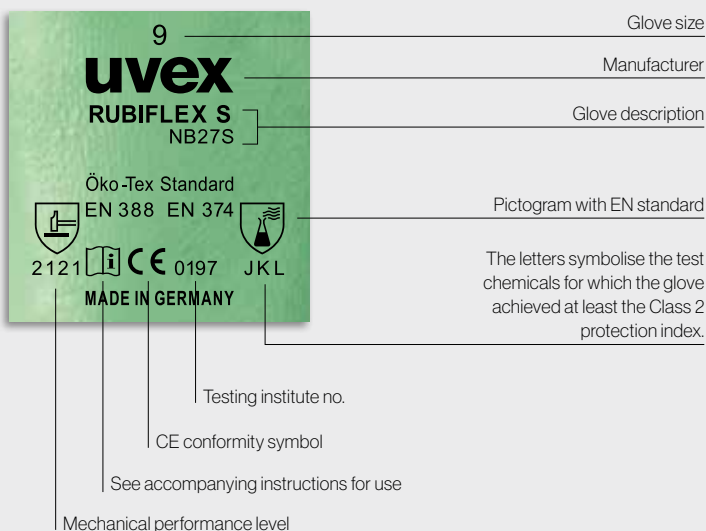 9
uvex
RUBIFLEX S
NB27S
Öko-Tex Standard
EN 388 EN 374
2121 i CE 0197 JKL
MADE IN GERMANY
Glove size
Manufacturer
Glove description
Pictogram with EN standard
The letters symbolise the test
chemicals for which the glove
achieved at least the Class 2
protection index.
Testing institute no.
CE conformity symbol
See accompanying instructions for use
Mechanical performance level